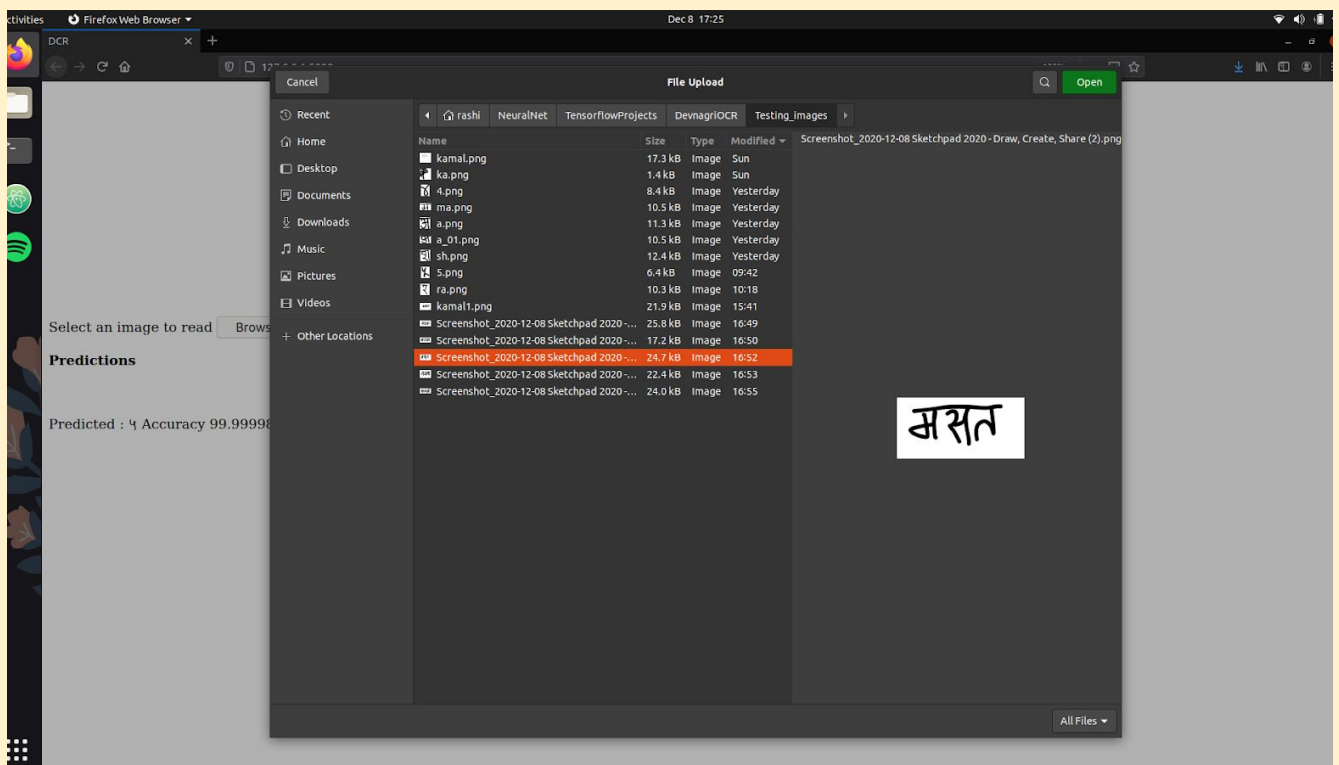 ctivities Firefox Web Browser Dec 8 17:25
DCR
Cancel File Upload Open
Recent
Home
Desktop
Documents
Downloads
Music
Pictures
Videos
+ Other Locations
rashi NeuralNet TensorflowProjects DevnagriOCR Testing_images
Name Size Type Modified
kamal.png 17.3 kB Image Sun
ka.png 1.4 kB Image Sun
4.png 8.4 kB Image Yesterday
ma.png 10.5 kB Image Yesterday
a.png 11.3 kB Image Yesterday
a_01.png 10.5 kB Image Yesterday
sh.png 12.4 kB Image Yesterday
5.png 6.4 kB Image 09:42
ra.png 10.3 kB Image 10:18
kamal1.png 21.9 kB Image 15:41
Screenshot_2020-12-08 Sketchpad 2020 -... 25.8 kB Image 16:49
Screenshot_2020-12-08 Sketchpad 2020 -... 17.2 kB Image 16:50
Screenshot_2020-12-08 Sketchpad 2020 -... 24.7 kB Image 16:52
Screenshot_2020-12-08 Sketchpad 2020 -... 22.4 kB Image 16:53
Screenshot_2020-12-08 Sketchpad 2020 -... 24.0 kB Image 16:55
Screenshot_2020-12-08 Sketchpad 2020 - Draw, Create, Share (2).png
मसत
Select an image to read Brows
Predictions
Predicted : ५ Accuracy 99.99998
All Files